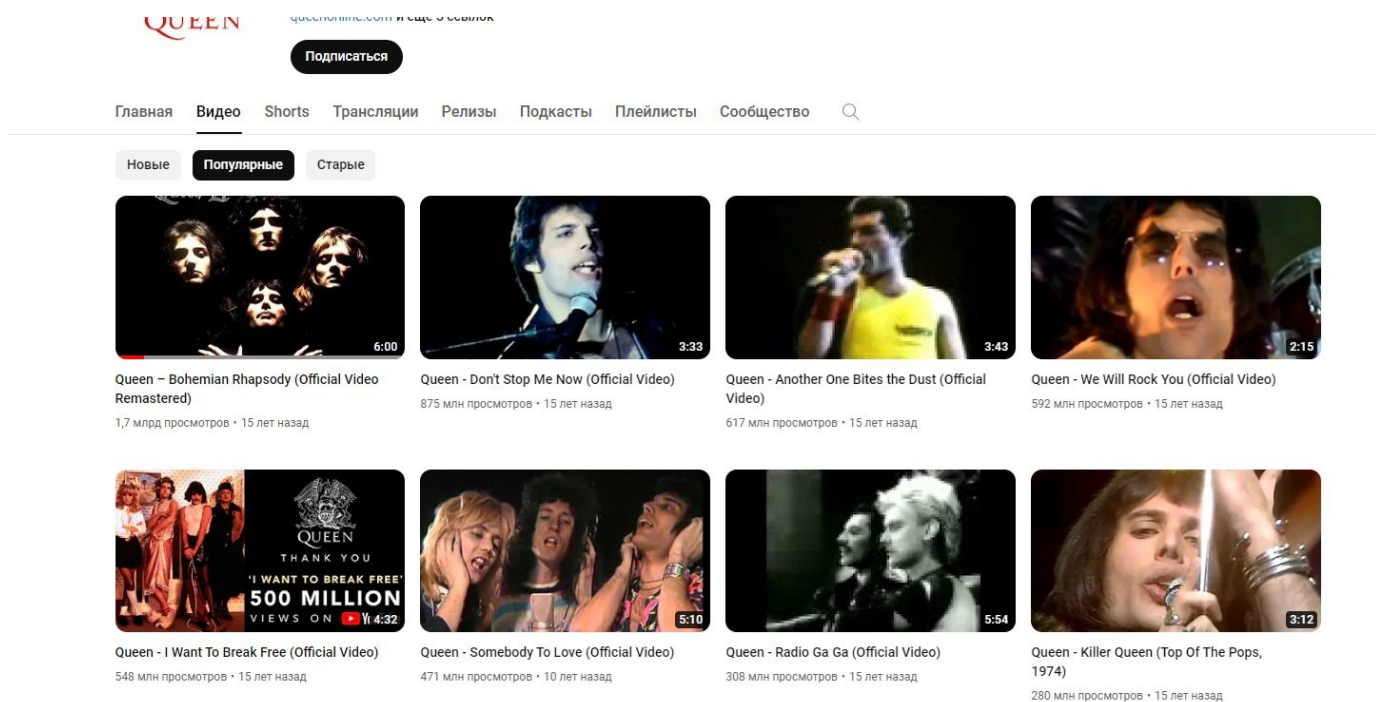 QUEEN
queenonline.com и ещё 3 ссылок
Подписаться
Главная Видео Shorts Трансляции Релизы Подкасты Плейлисты Сообщество
Новые Популярные Старые
6:00 3:33 3:43 2:15
Queen – Bohemian Rhapsody (Official Video
Remastered)
1,7 млрд просмотров • 15 лет назад
Queen - Don't Stop Me Now (Official Video)
875 млн просмотров • 15 лет назад
Queen - Another One Bites the Dust (Official
Video)
617 млн просмотров • 15 лет назад
Queen - We Will Rock You (Official Video)
592 млн просмотров • 15 лет назад
QUEEN
THANK YOU
'I WANT TO BREAK FREE'
500 MILLION
VIEWS ON
4:32 5:10 5:54 3:12
Queen - I Want To Break Free (Official Video)
548 млн просмотров • 15 лет назад
Queen - Somebody To Love (Official Video)
471 млн просмотров • 10 лет назад
Queen - Radio Ga Ga (Official Video)
308 млн просмотров • 15 лет назад
Queen - Killer Queen (Top Of The Pops,
1974)
280 млн просмотров • 15 лет назад